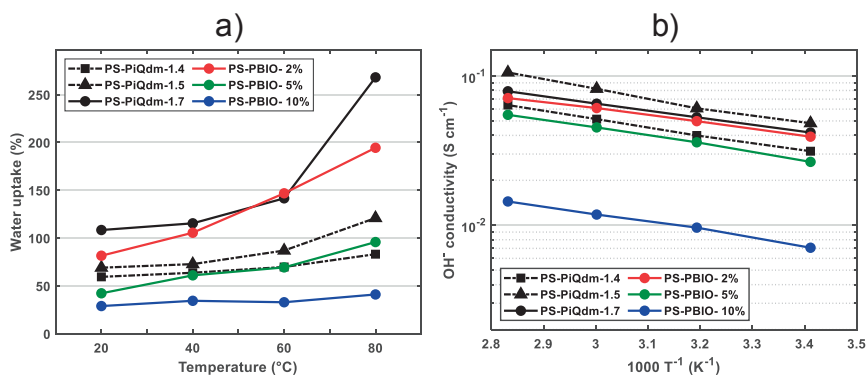 a)
PS-PiQdm-1.4 PS-PBIO- 2%
PS-PiQdm-1.5 PS-PBIO- 5%
PS-PiQdm-1.7 PS-PBIO- 10%
250
200
150
100
50
0
Water uptake (%)
20 40 60 80
Temperature (°C)
b)
10⁻¹
10⁻²
OH⁻ conductivity (S cm⁻¹)
PS-PiQdm-1.4 PS-PBIO- 2%
PS-PiQdm-1.5 PS-PBIO- 5%
PS-PiQdm-1.7 PS-PBIO- 10%
2.8 2.9 3 3.1 3.2 3.3 3.4 3.5
1000 T⁻¹ (K⁻¹)